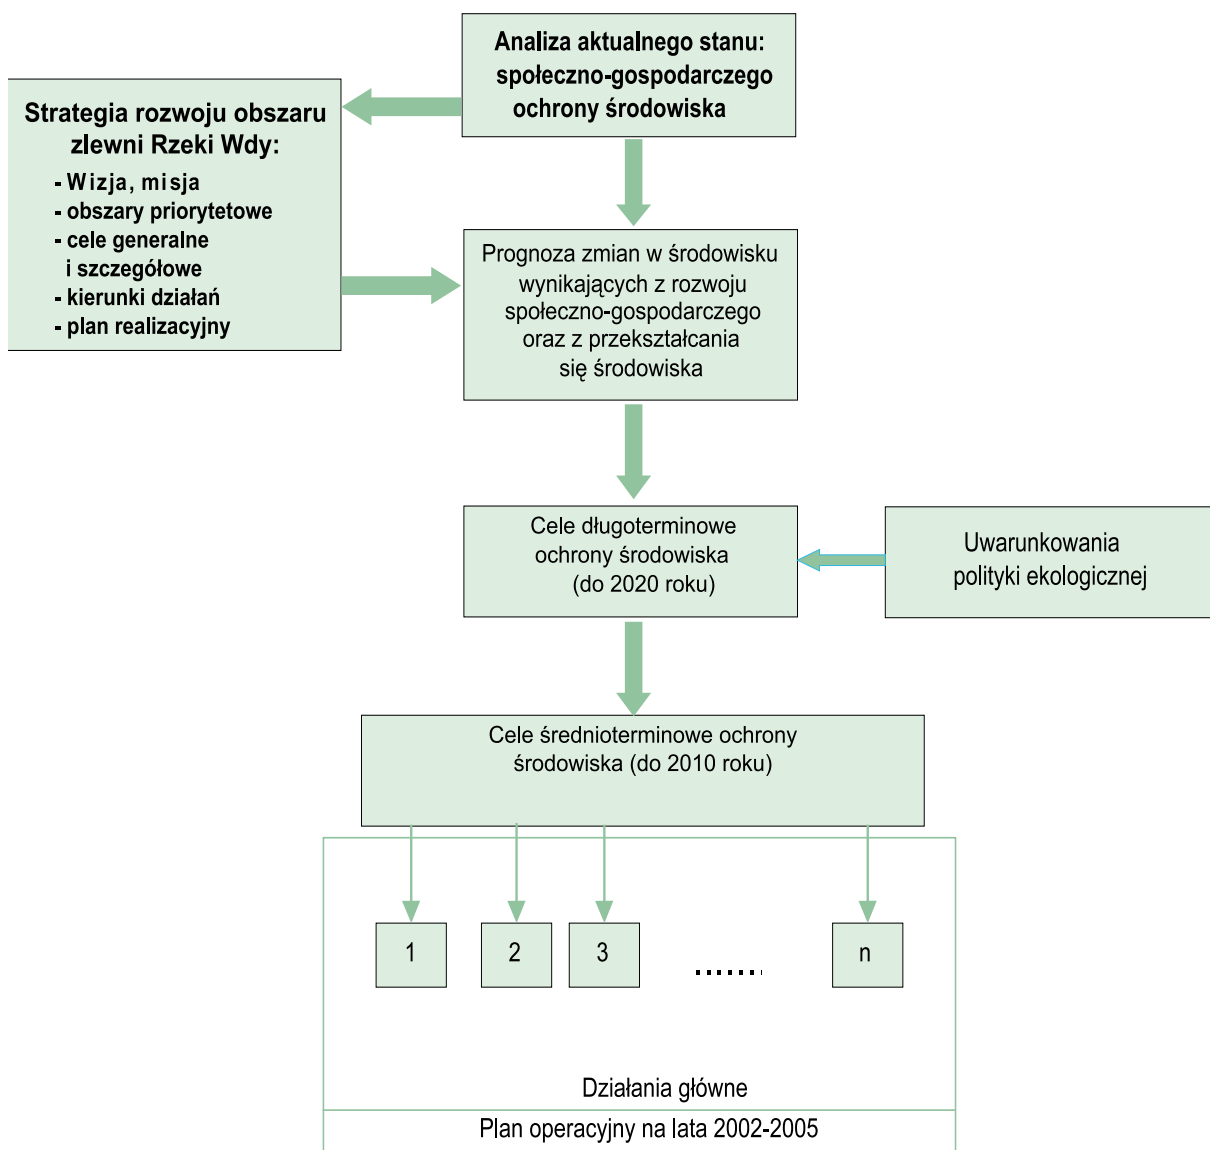 Analiza aktualnego stanu:
społeczno-gospodarczego
ochrony środowiska
Strategia rozwoju obszaru
zlewni Rzeki Wdy:
- Wizja, misja
- obszary priorytetowe
- cele generalne
i szczegółowe
- kierunki działań
- plan realizacyjny
Prognoza zmian w środowisku
wynikających z rozwoju
społeczno-gospodarczego
oraz z przekształcania
się środowiska
Cele długoterminowe
ochrony środowiska
(do 2020 roku)
Uwarunkowania
polityki ekologicznej
Cele średnioterminowe ochrony
środowiska (do 2010 roku)
1 2 3 ....... n
Działania główne
Plan operacyjny na lata 2002-2005